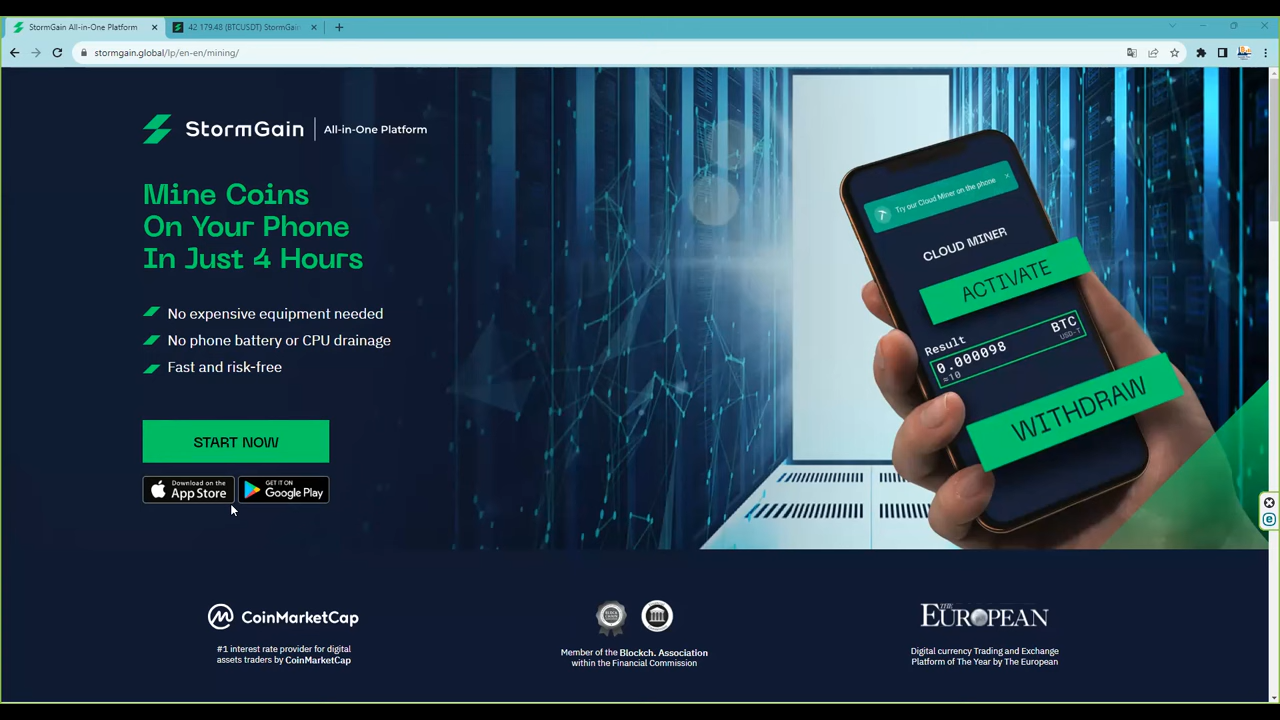 StormGain All-in-One Platform
42.179.48 (BTCUSDT) StormGain
stormgain.global/lp/en-en/mining/
StormGain
All-in-One Platform
Mine Coins
On Your Phone
In Just 4 Hours
No expensive equipment needed
No phone battery or CPU drainage
Fast and risk-free
START NOW
Download on the
App Store
GET IT ON
Google Play
Try our Cloud Miner on the phone
CLOUD MINER
ACTIVATE
Result
BTC
0.000098
USD-T
≈10
WITHDRAW
CoinMarketCap
#1 interest rate provider for digital
assets traders by CoinMarketCap
BLOCK CHAIN
Member of the Blockch. Association
within the Financial Commission
THE EUROPEAN
Digital currency Trading and Exchange
Platform of The Year by The European